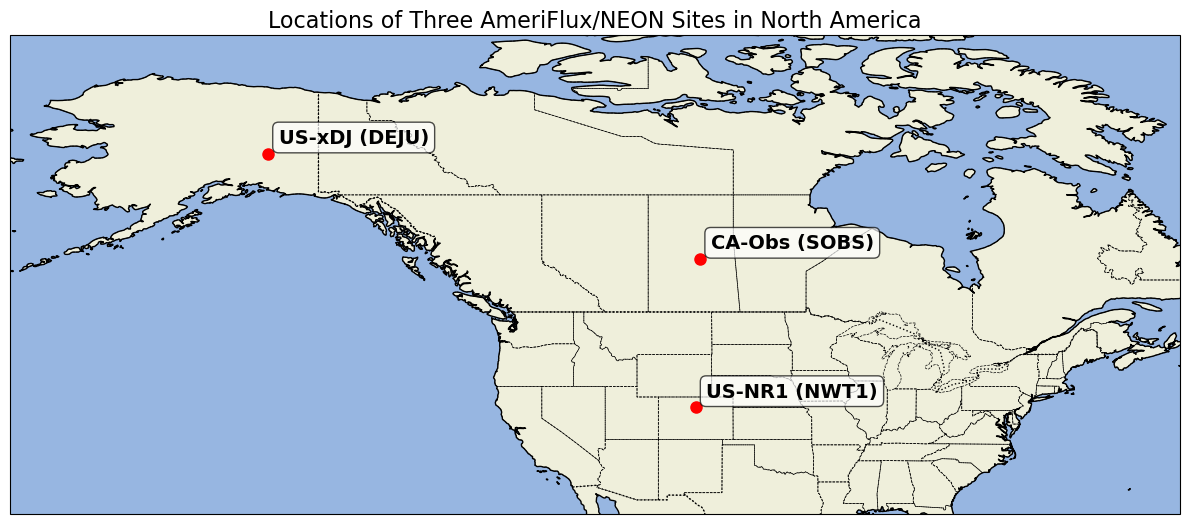 Locations of Three AmeriFlux/NEON Sites in North America
US-xDJ (DEJU)
CA-Obs (SOBS)
US-NR1 (NWT1)